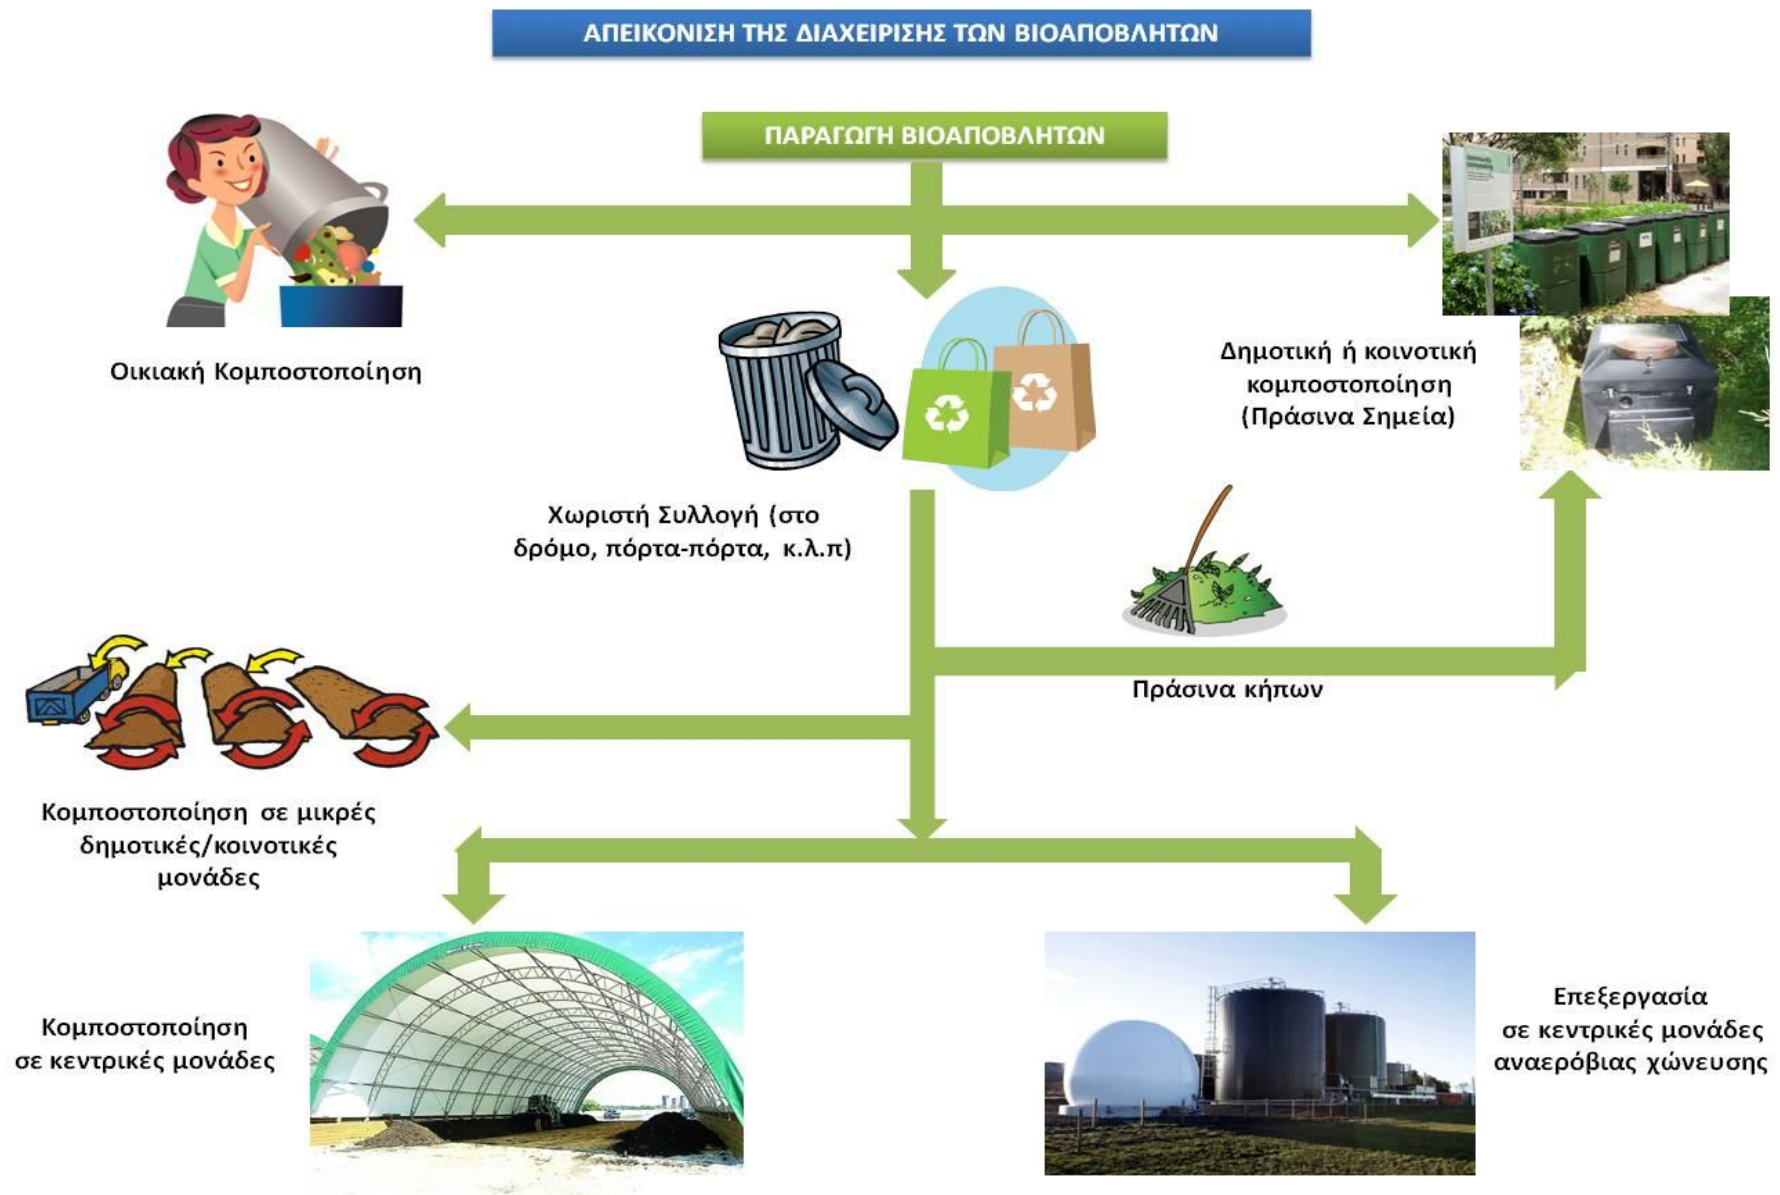 ΑΠΕΙΚΟΝΙΣΗ ΤΗΣ ΔΙΑΧΕΙΡΙΣΗΣ ΤΩΝ ΒΙΟΑΠΟΒΛΗΤΩΝ
ΠΑΡΑΓΩΓΗ ΒΙΟΑΠΟΒΛΗΤΩΝ
Οικιακή Κομποστοποίηση
Δημοτική ή κοινοτική
κομποστοποίηση
(Πράσινα Σημεία)
Χωριστή Συλλογή (στο
δρόμο, πόρτα-πόρτα, κ.λ.π)
Πράσινα κήπων
Κομποστοποίηση σε μικρές
δημοτικές/κοινοτικές
μονάδες
Κομποστοποίηση
σε κεντρικές μονάδες
Επεξεργασία
σε κεντρικές μονάδες
αναερόβιας χώνευσης